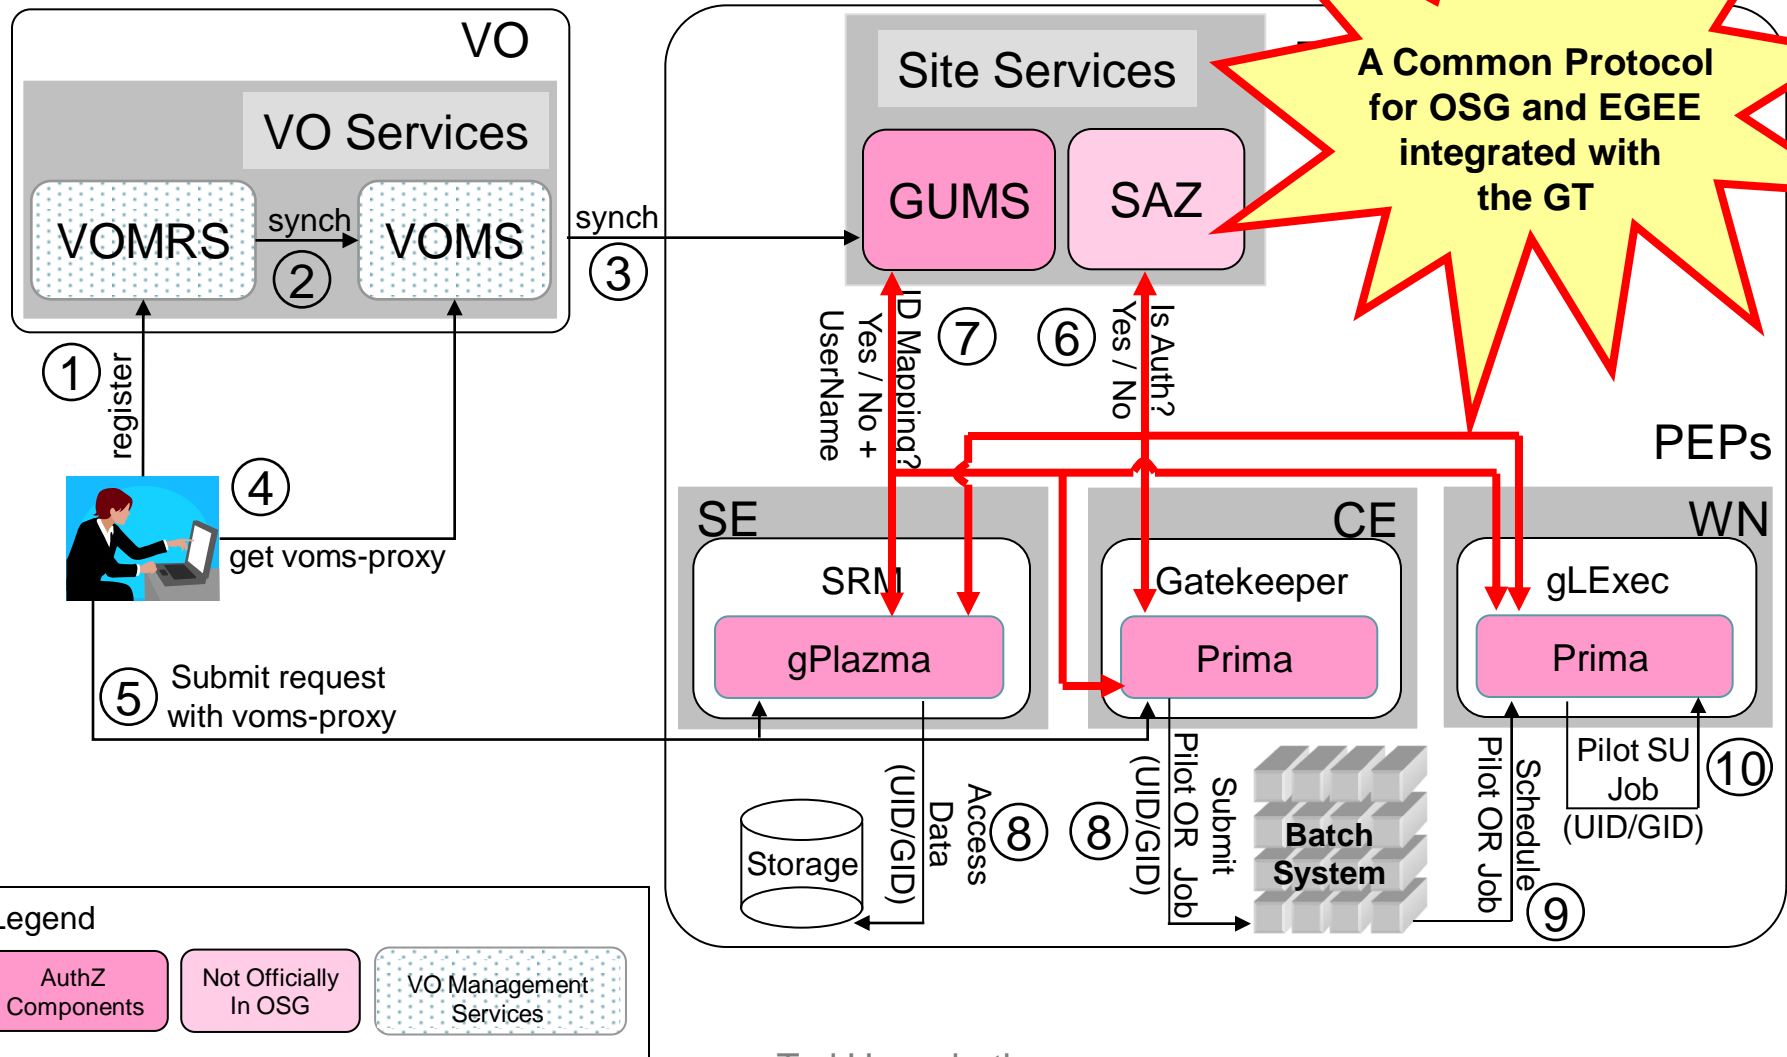 VO
VO Services
VOMRS
synch
2
VOMS
synch
3
Site Services
GUMS
SAZ
A Common Protocol
for OSG and EGEE
integrated with
the GT
1
register
4
get voms-proxy
5
Submit request
with voms-proxy
ID Mapping?
Yes / No +
UserName
7
6
Is Auth?
Yes / No
PEPs
SE
SRM
gPlazma
CE
Gatekeeper
Prima
WN
gLExec
Prima
Storage
Access
Data
(UID/GID)
8
8
Submit
Pilot OR Job
(UID/GID)
Batch
System
Schedule
Pilot OR Job
9
Pilot SU
Job
(UID/GID)
10
Legend
AuthZ
Components
Not Officially
In OSG
VO Management
Services